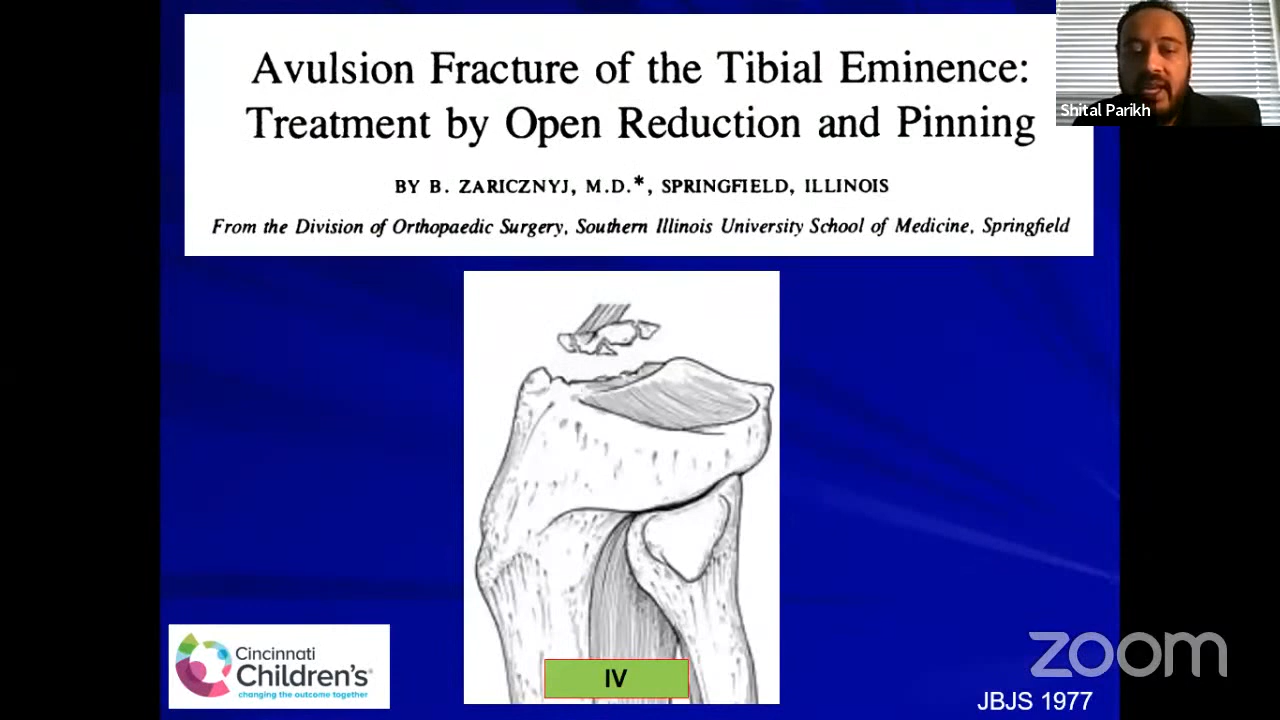 Avulsion Fracture of the Tibial Eminence:
Treatment by Open Reduction and Pinning
BY B. ZARICZNYJ, M.D.*, SPRINGFIELD, ILLINOIS
From the Division of Orthopaedic Surgery, Southern Illinois University School of Medicine, Springfield
Shital Parikh
IV
Cincinnati
Children's®
changing the outcome together
zoom
JBJS 1977